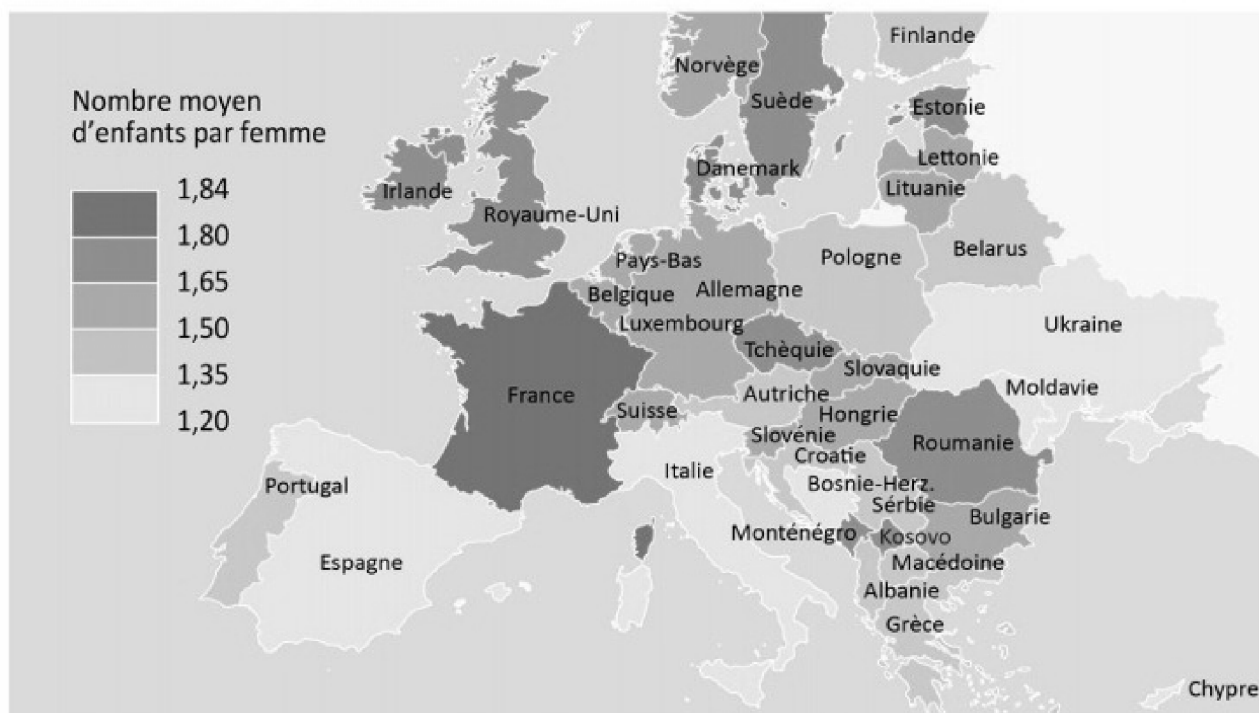 Nombre moyen
d'enfants par femme
1,84
1,80
1,65
1,50
1,35
1,20
Finlande
Norvège
Suède
Estonie
Lettonie
Danemark
Lituanie
Irlande
Royaume-Uni
Belarus
Pays-Bas
Pologne
Belgique
Allemagne
Luxembourg
Ukraine
Tchèquie
Slovaquie
Moldavie
France
Autriche
Suisse
Hongrie
Slovénie
Roumanie
Croatie
Italie
Portugal
Bosnie-Herz.
Sérbie
Bulgarie
Monténégro
Kosovo
Espagne
Macédoine
Albanie
Grèce
Chypre